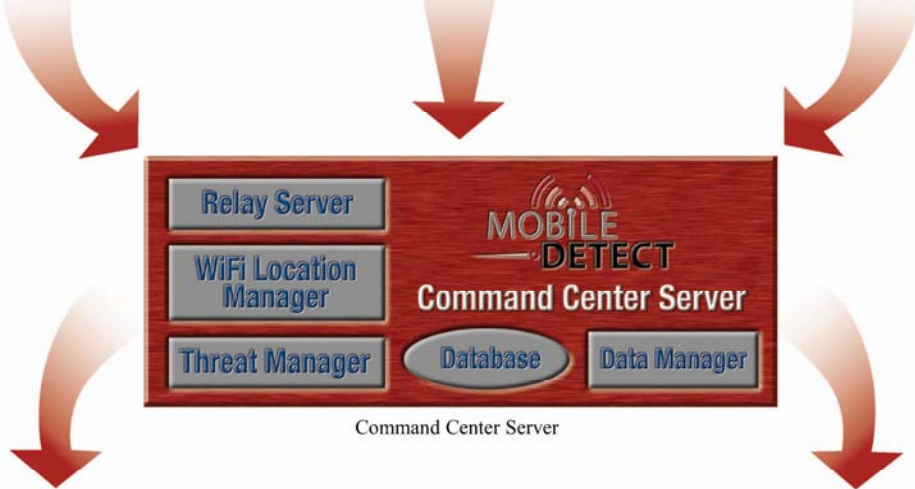 Relay Server
WiFi Location
Manager
Threat Manager
MOBILE
DETECT
Command Center Server
Database
Data Manager
Command Center Server